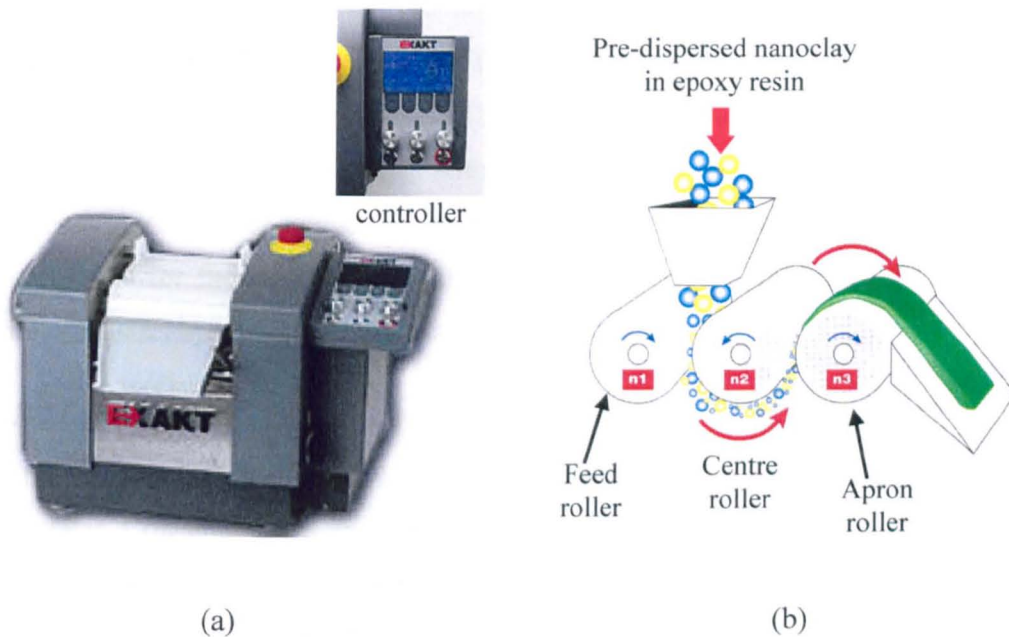 EXAKT
controller
EXAKT
(a)
Pre-dispersed nanoclay
in epoxy resin
n1
n2
n3
Feed
roller
Centre
roller
Apron
roller
(b)